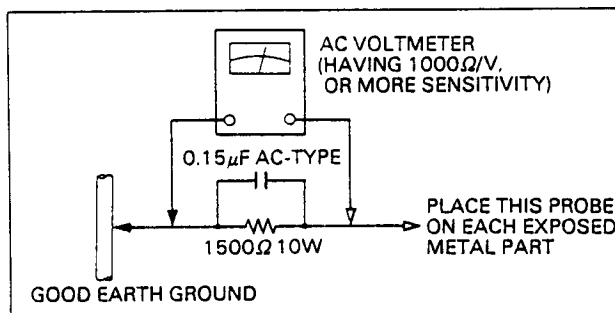 AC VOLTMETER
(HAVING 1000Ω/V,
OR MORE SENSITIVITY)
0.15μF AC-TYPE
1500Ω 10W
PLACE THIS PROBE
ON EACH EXPOSED
METAL PART
GOOD EARTH GROUND